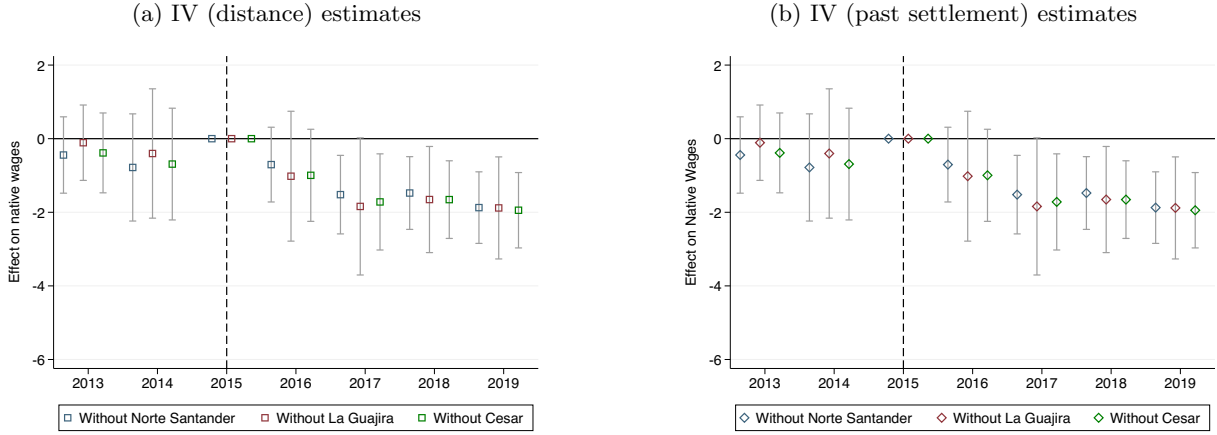 (a) IV (distance) estimates
Effect on native wages
2
0
-2
-4
-6
2013 2014 2015 2016 2017 2018 2019
Without Norte Santander Without La Guajira Without Cesar
(b) IV (past settlement) estimates
Effect on Native Wages
2
0
-2
-4
-6
2013 2014 2015 2016 2017 2018 2019
Without Norte Santander Without La Guajira Without Cesar